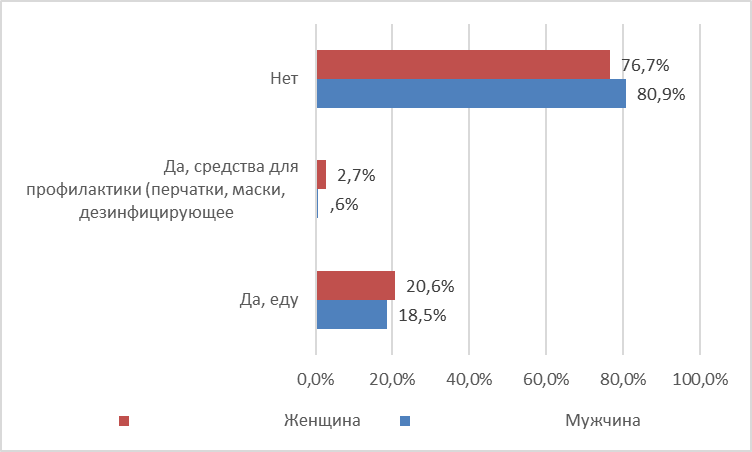 76,7%
Нет
80,9%
Да, средства для
профилактики (перчатки, маски,
дезинфицирующее
2,7%
,6%
20,6%
Да, еду
18,5%
0,0% 20,0% 40,0% 60,0% 80,0% 100,0%
Женщина Мужчина